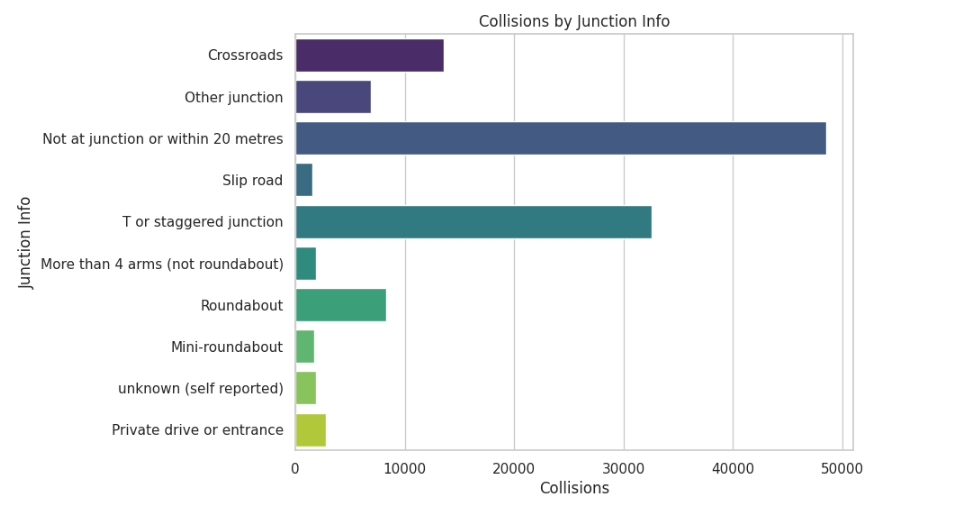 Collisions by Junction Info
Crossroads
Other junction
Not at junction or within 20 metres
Slip road
T or staggered junction
More than 4 arms (not roundabout)
Roundabout
Mini-roundabout
unknown (self reported)
Private drive or entrance
Junction Info
0 10000 20000 30000 40000 50000
Collisions